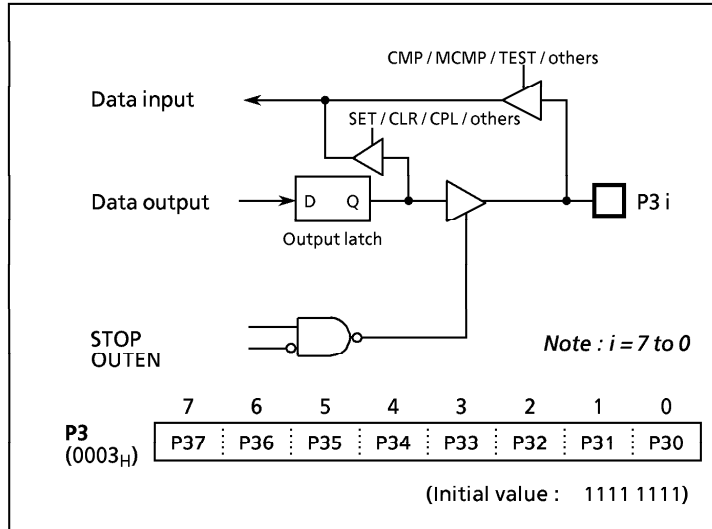 CMP / MCMP / TEST / others
Data input
SET / CLR / CPL / others
Data output
D Q
P3 i
Output latch
STOP
OUTEN
Note : i = 7 to 0
7 6 5 4 3 2 1 0
P3
(0003H)
P37 P36 P35 P34 P33 P32 P31 P30
(Initial value : 1111 1111)